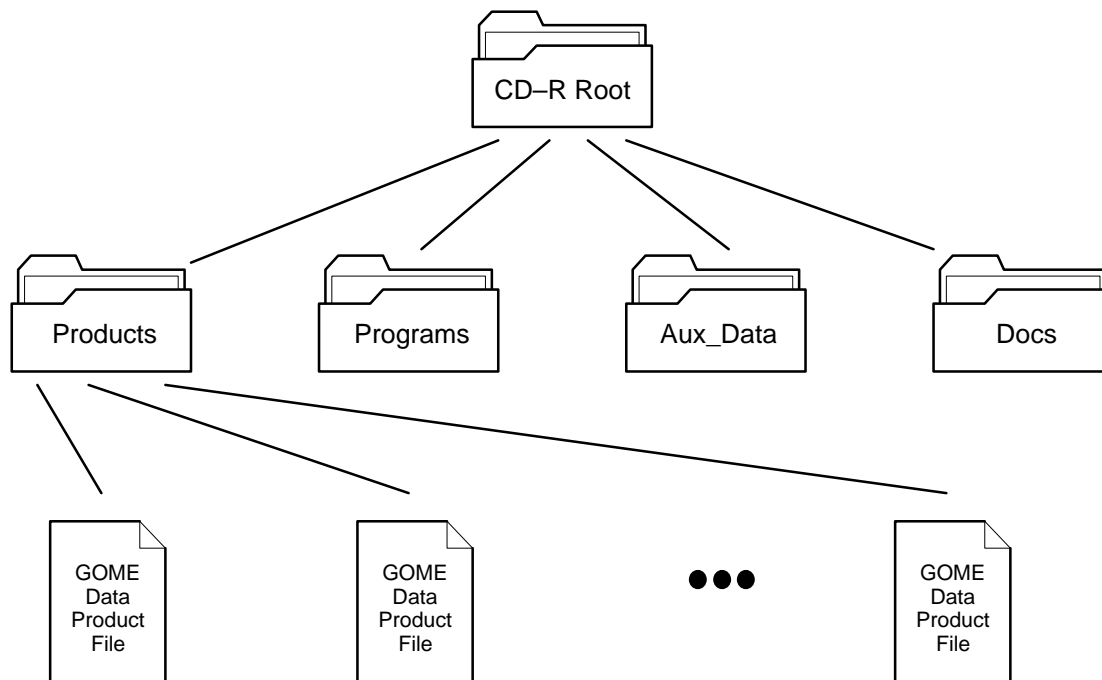 CD–R Root
Products
Programs
Aux_Data
Docs
GOME
Data
Product
File
GOME
Data
Product
File
GOME
Data
Product
File